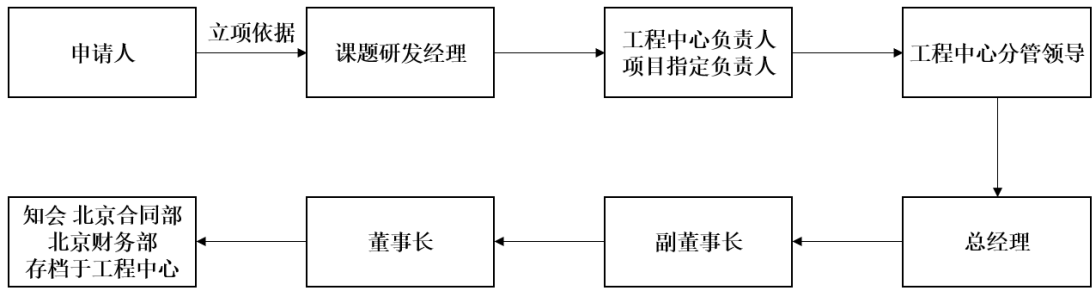 申请人
立项依据
课题研发经理
工程中心负责人
项目指定负责人
工程中心分管领导
总经理
副董事长
董事长
知会 北京合同部
北京财务部
存档于工程中心